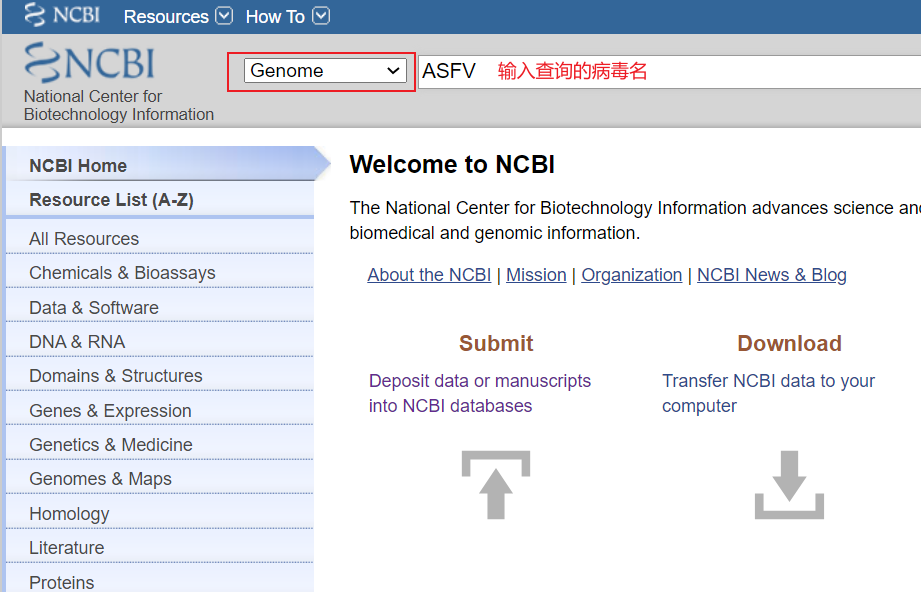 NCBI Resources How To
NCBI
National Center for
Biotechnology Information
Genome ASFV 输入查询的病毒名
NCBI Home
Resource List (A-Z)
All Resources
Chemicals & Bioassays
Data & Software
DNA & RNA
Domains & Structures
Genes & Expression
Genetics & Medicine
Genomes & Maps
Homology
Literature
Proteins
Welcome to NCBI
The National Center for Biotechnology Information advances science
biomedical and genomic information.
About the NCBI | Mission | Organization | NCBI News & Blog
Submit
Deposit data or manuscripts
into NCBI databases
Download
Transfer NCBI data to your
computer